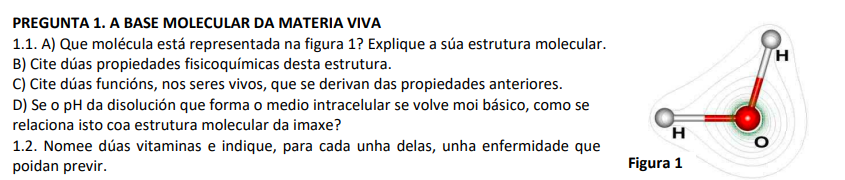 PREGUNTA 1. A BASE MOLECULAR DA MATERIA VIVA
1.1. A) Que molécula está representada na figura 1? Explique a súa estrutura molecular.
B) Cite dúas propiedades fisicoquímicas desta estrutura.
C) Cite dúas funcións, nos seres vivos, que se derivan das propiedades anteriores.
D) Se o pH da disolución que forma o medio intracelular se volve moi básico, como se
relaciona isto coa estrutura molecular da imaxe?
1.2. Nomee dúas vitaminas e indique, para cada unha delas, unha enfermidade que
poidan previr.
H
H
O
Figura 1